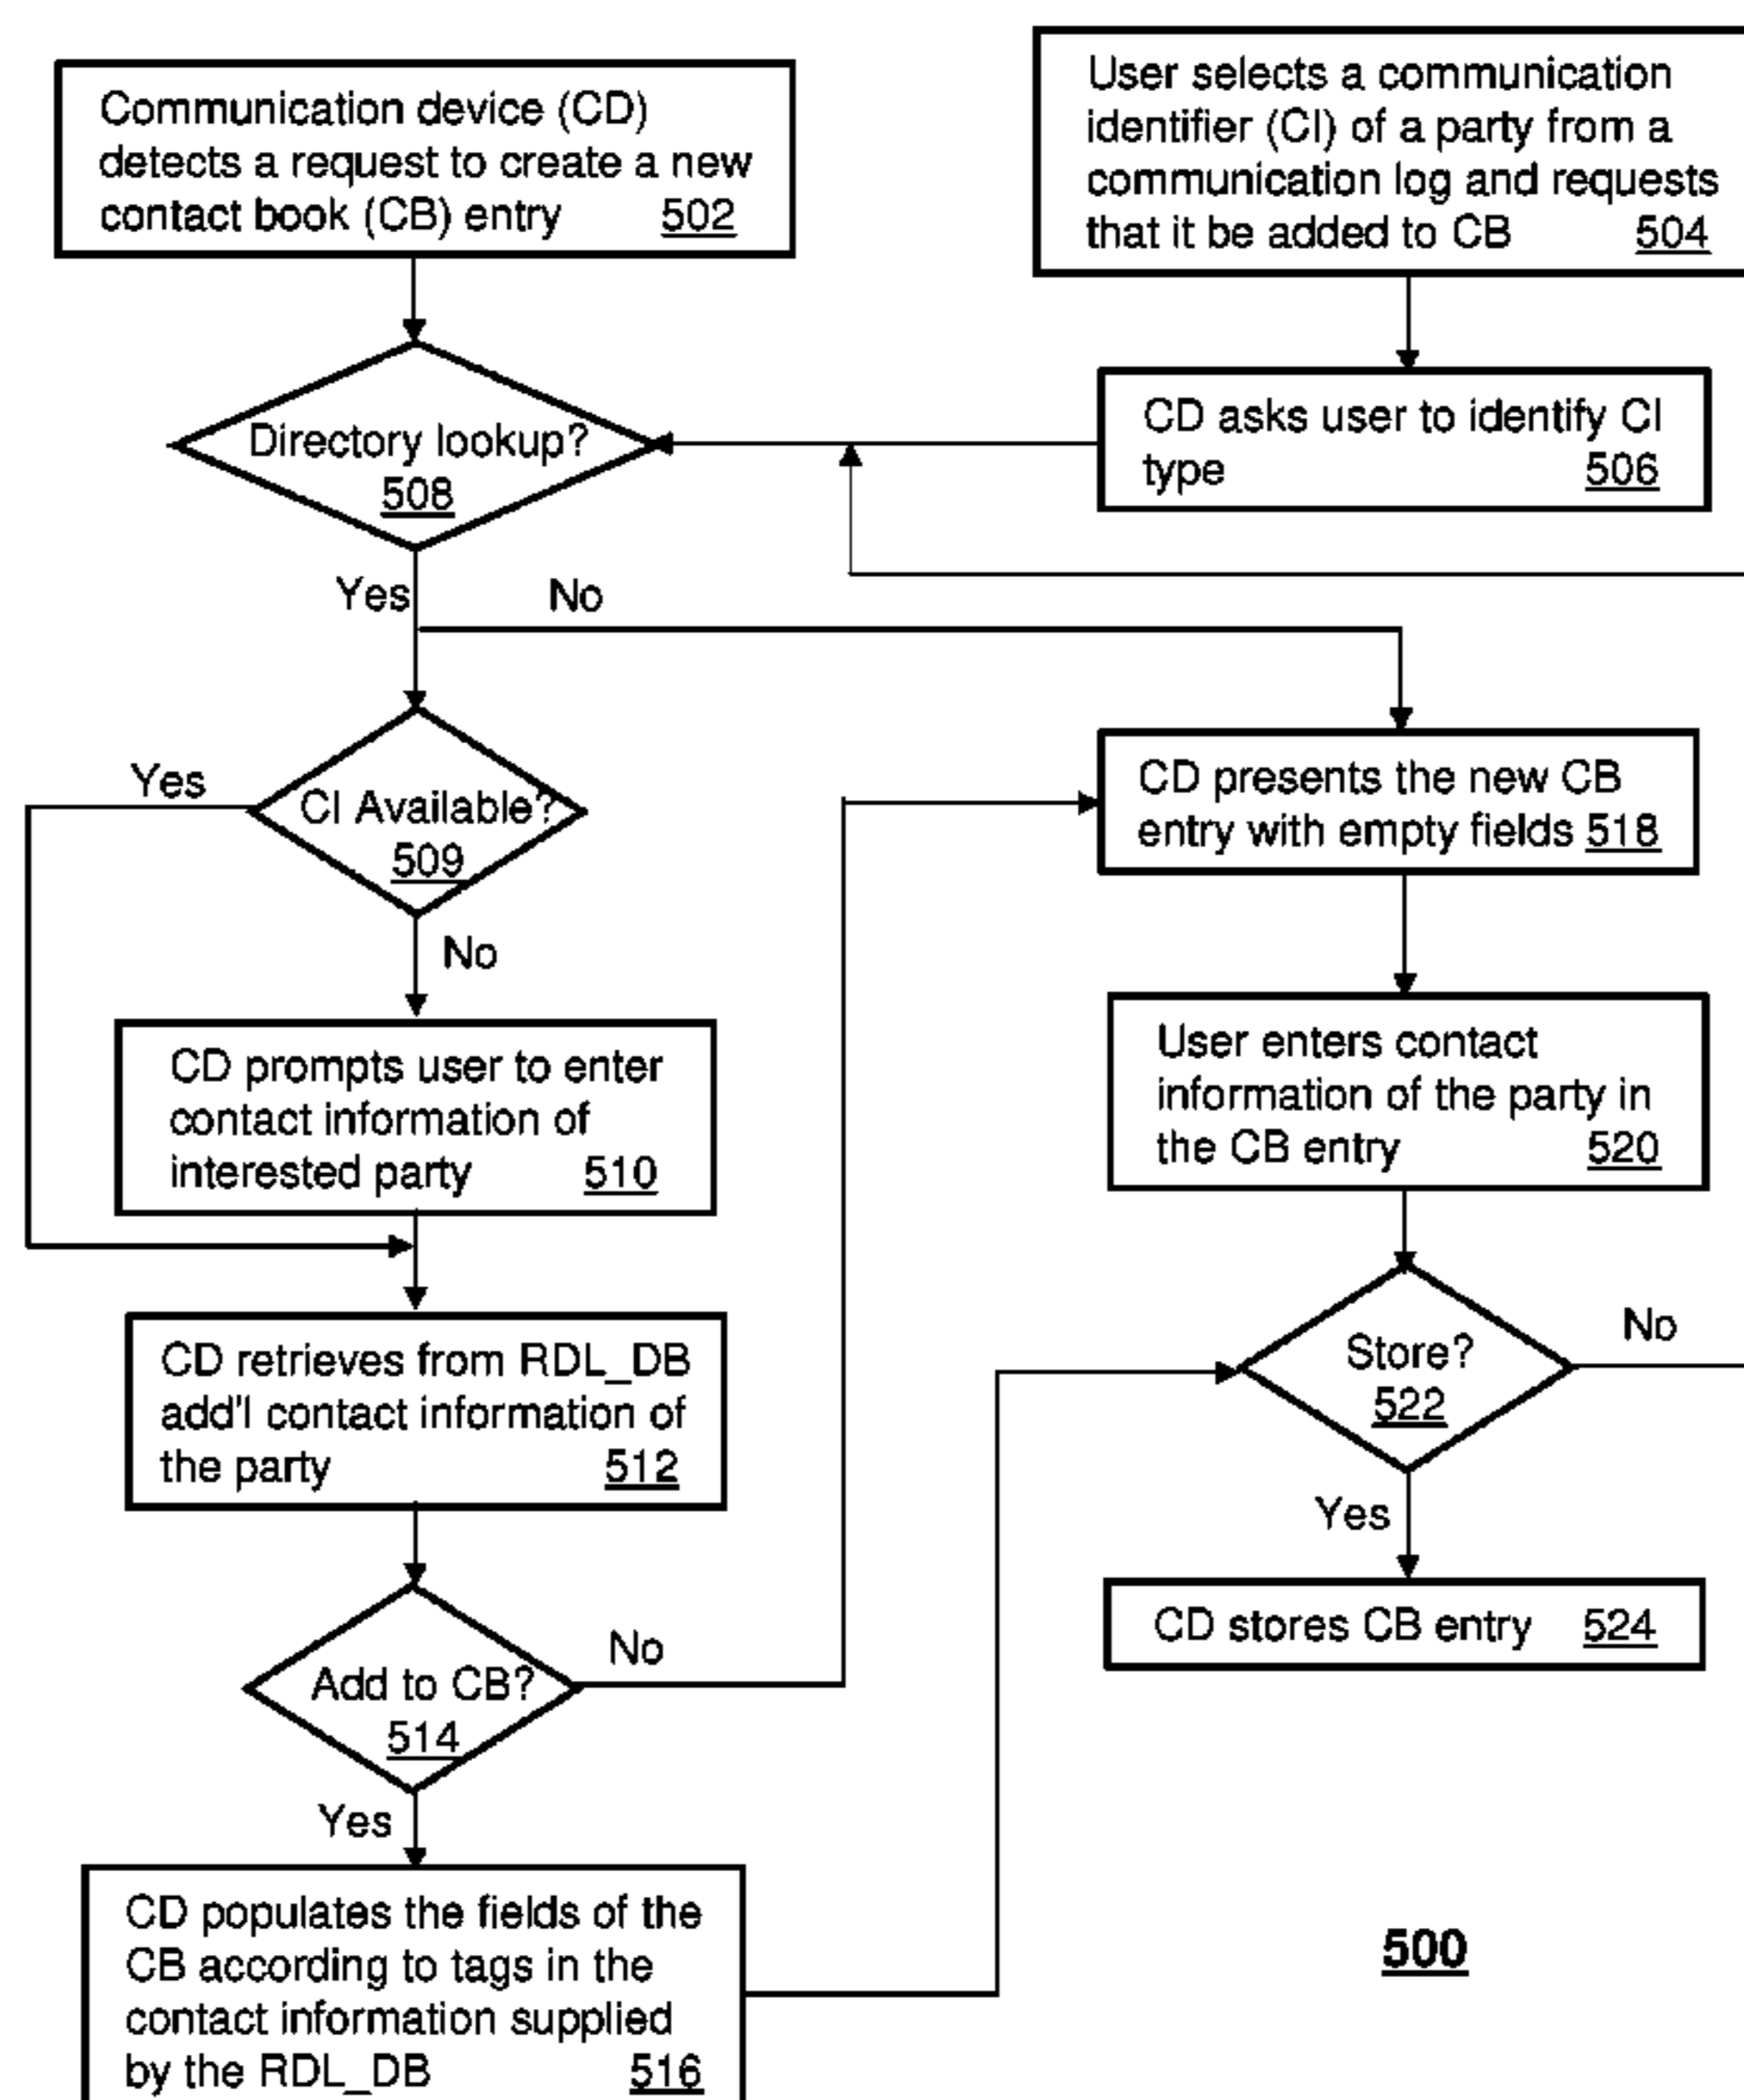 Communication device (CD)
detects a request to create a new
contact book (CB) entry 502
User selects a communication
identifier (CI) of a party from a
communication log and requests
that it be added to CB 504
CD asks user to identify CI
type 506
Directory lookup?
508
Yes
No
CI Available?
509
Yes
No
CD presents the new CB
entry with empty fields 518
CD prompts user to enter
contact information of
interested party 510
User enters contact
information of the party in
the CB entry 520
CD retrieves from RDL_DB
add'l contact information of
the party 512
Store?
522
No
Yes
CD stores CB entry 524
Add to CB?
514
No
Yes
CD populates the fields of the
CB according to tags in the
contact information supplied
by the RDL_DB 516
500